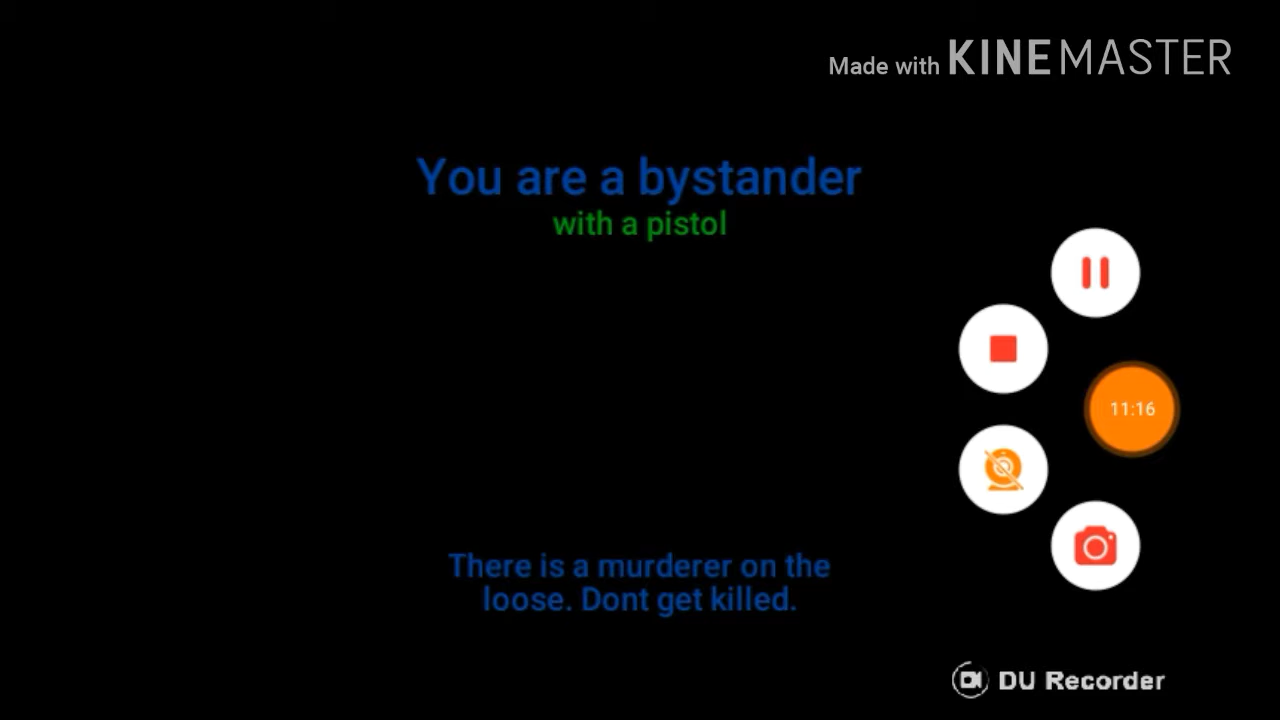 Made with KINEMASTER
You are a bystander
with a pistol
11:16
There is a murderer on the
loose. Dont get killed.
DU Recorder